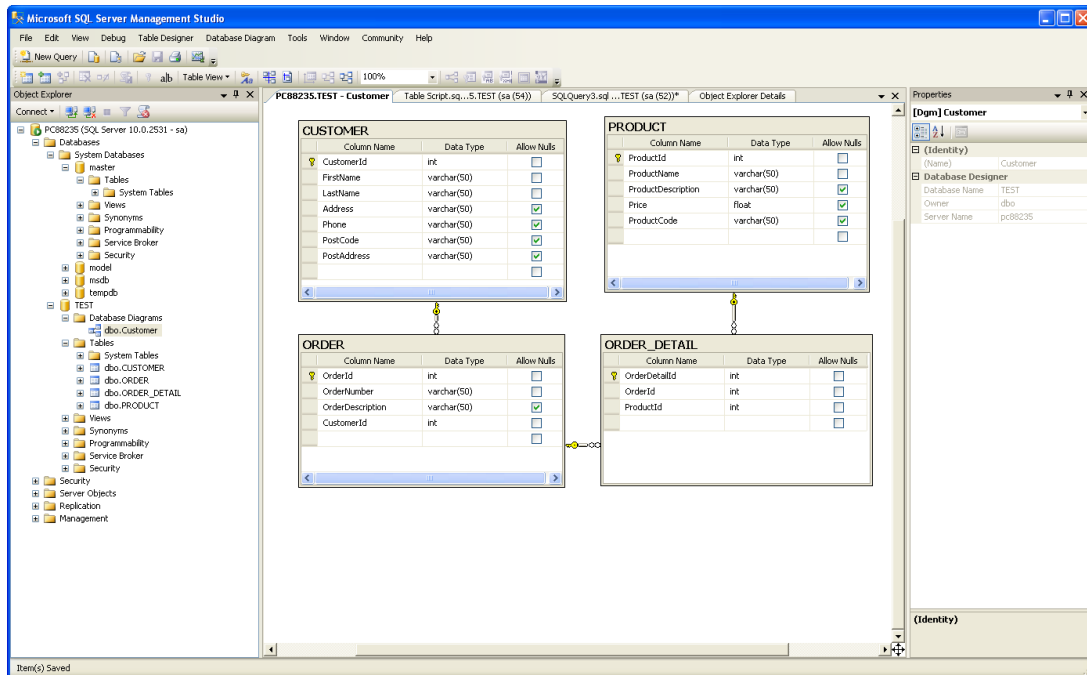 Microsoft SQL Server Management Studio
File Edit View Debug Table Designer Database Diagram Tools Window Community Help
New Query
ab Table View 100%
Object Explorer
Connect
PC88235 (SQL Server 10.0.2531 - sa)
Databases
System Databases
master
Tables
System Tables
Views
Synonyms
Programmability
Service Broker
Security
model
msdb
tempdb
TEST
Database Diagrams
dbo.Customer
Tables
System Tables
dbo.CUSTOMER
dbo.ORDER
dbo.ORDER_DETAIL
dbo.PRODUCT
Views
Synonyms
Programmability
Service Broker
Security
Security
Server Objects
Replication
Management
PC88235.TEST - Customer Table Script.sq...5.TEST (sa (54)) SQLQuery3.sql ...TEST (sa (52))* Object Explorer Details
CUSTOMER
Column Name Data Type Allow Nulls
CustomerId int
FirstName varchar(50)
LastName varchar(50)
Address varchar(50)
Phone varchar(50)
PostCode varchar(50)
PostAddress varchar(50)
PRODUCT
Column Name Data Type Allow Nulls
ProductId int
ProductName varchar(50)
ProductDescription varchar(50)
Price float
ProductCode varchar(50)
ORDER
Column Name Data Type Allow Nulls
OrderId int
OrderNumber varchar(50)
OrderDescription varchar(50)
CustomerId int
ORDER_DETAIL
Column Name Data Type Allow Nulls
OrderDetailId int
OrderId int
ProductId int
Properties
[Dgm] Customer
(Identity)
(Name) Customer
Database Designer
Database Name TEST
Owner dbo
Server Name pc88235
(Identity)
Item(s) Saved